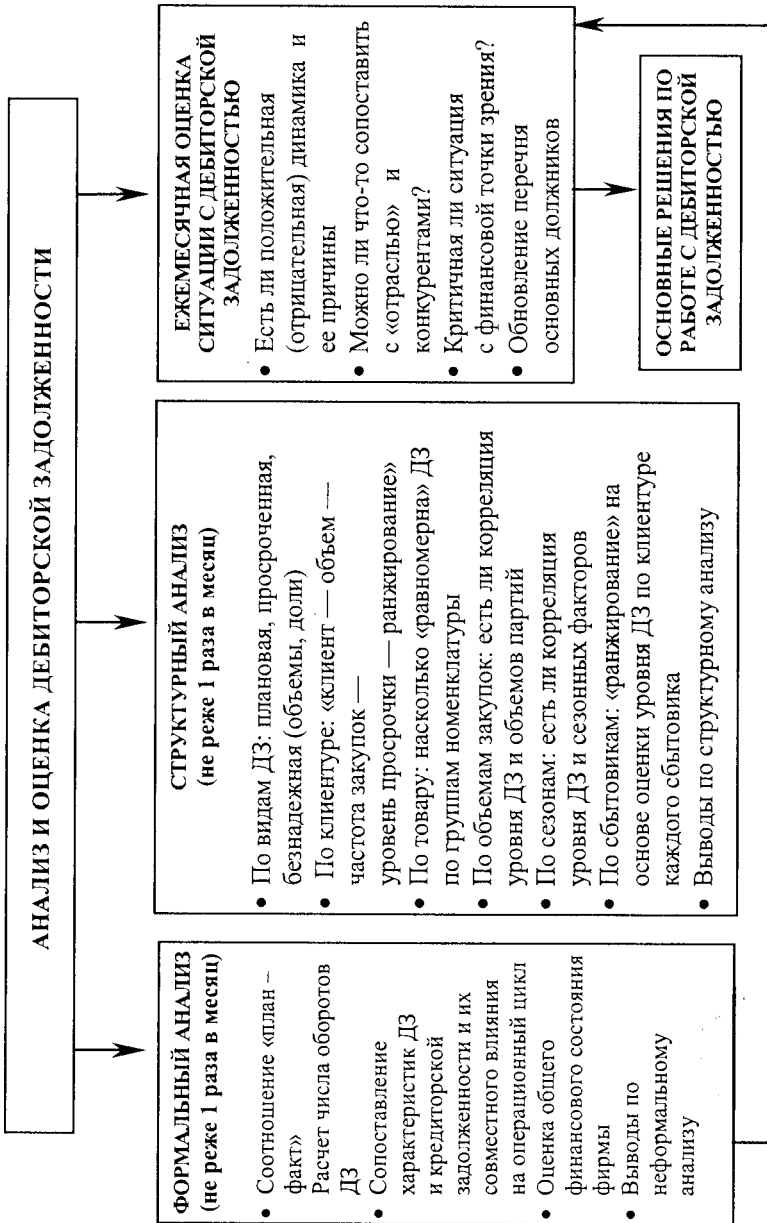 АНАЛИЗ И ОЦЕНКА ДЕБИТОРСКОЙ ЗАДОЛЖЕННОСТИ
ФОРМАЛЬНЫЙ АНАЛИЗ
(не реже 1 раза в месяц)
• Соотношение «план –
факт»
Расчет числа оборотов
ДЗ
• Сопоставление
характеристик ДЗ
и кредиторской
задолженности и их
совместного влияния
на операционный цикл
• Оценка общего
финансового состояния
фирмы
• Выводы по
неформальному
анализу
СТРУКТУРНЫЙ АНАЛИЗ
(не реже 1 раза в месяц)
• По видам ДЗ: плановая, просроченная,
безнадежная (объемы, доли)
• По клиентуре: «клиент — объем —
частота закупок —
уровень просрочки — ранжирование»
• По товару: насколько «равномерна» ДЗ
по группам номенклатуры
• По объемам закупок: есть ли корреляция
уровня ДЗ и объемов партий
• По сезонам: есть ли корреляция
уровня ДЗ и сезонных факторов
• По сбытовикам: «ранжирование» на
основе оценки уровня ДЗ по клиентуре
каждого сбытовика
• Выводы по структурному анализу
ЕЖЕМЕСЯЧНАЯ ОЦЕНКА
СИТУАЦИИ С ДЕБИТОРСКОЙ
ЗАДОЛЖЕННОСТЬЮ
• Есть ли положительная
(отрицательная) динамика и
ее причины
• Можно ли что-то сопоставить
с «отраслью» и
конкурентами?
• Критичная ли ситуация
с финансовой точки зрения?
• Обновление перечня
основных должников
ОСНОВНЫЕ РЕШЕНИЯ ПО
РАБОТЕ С ДЕБИТОРСКОЙ
ЗАДОЛЖЕННОСТЬЮ